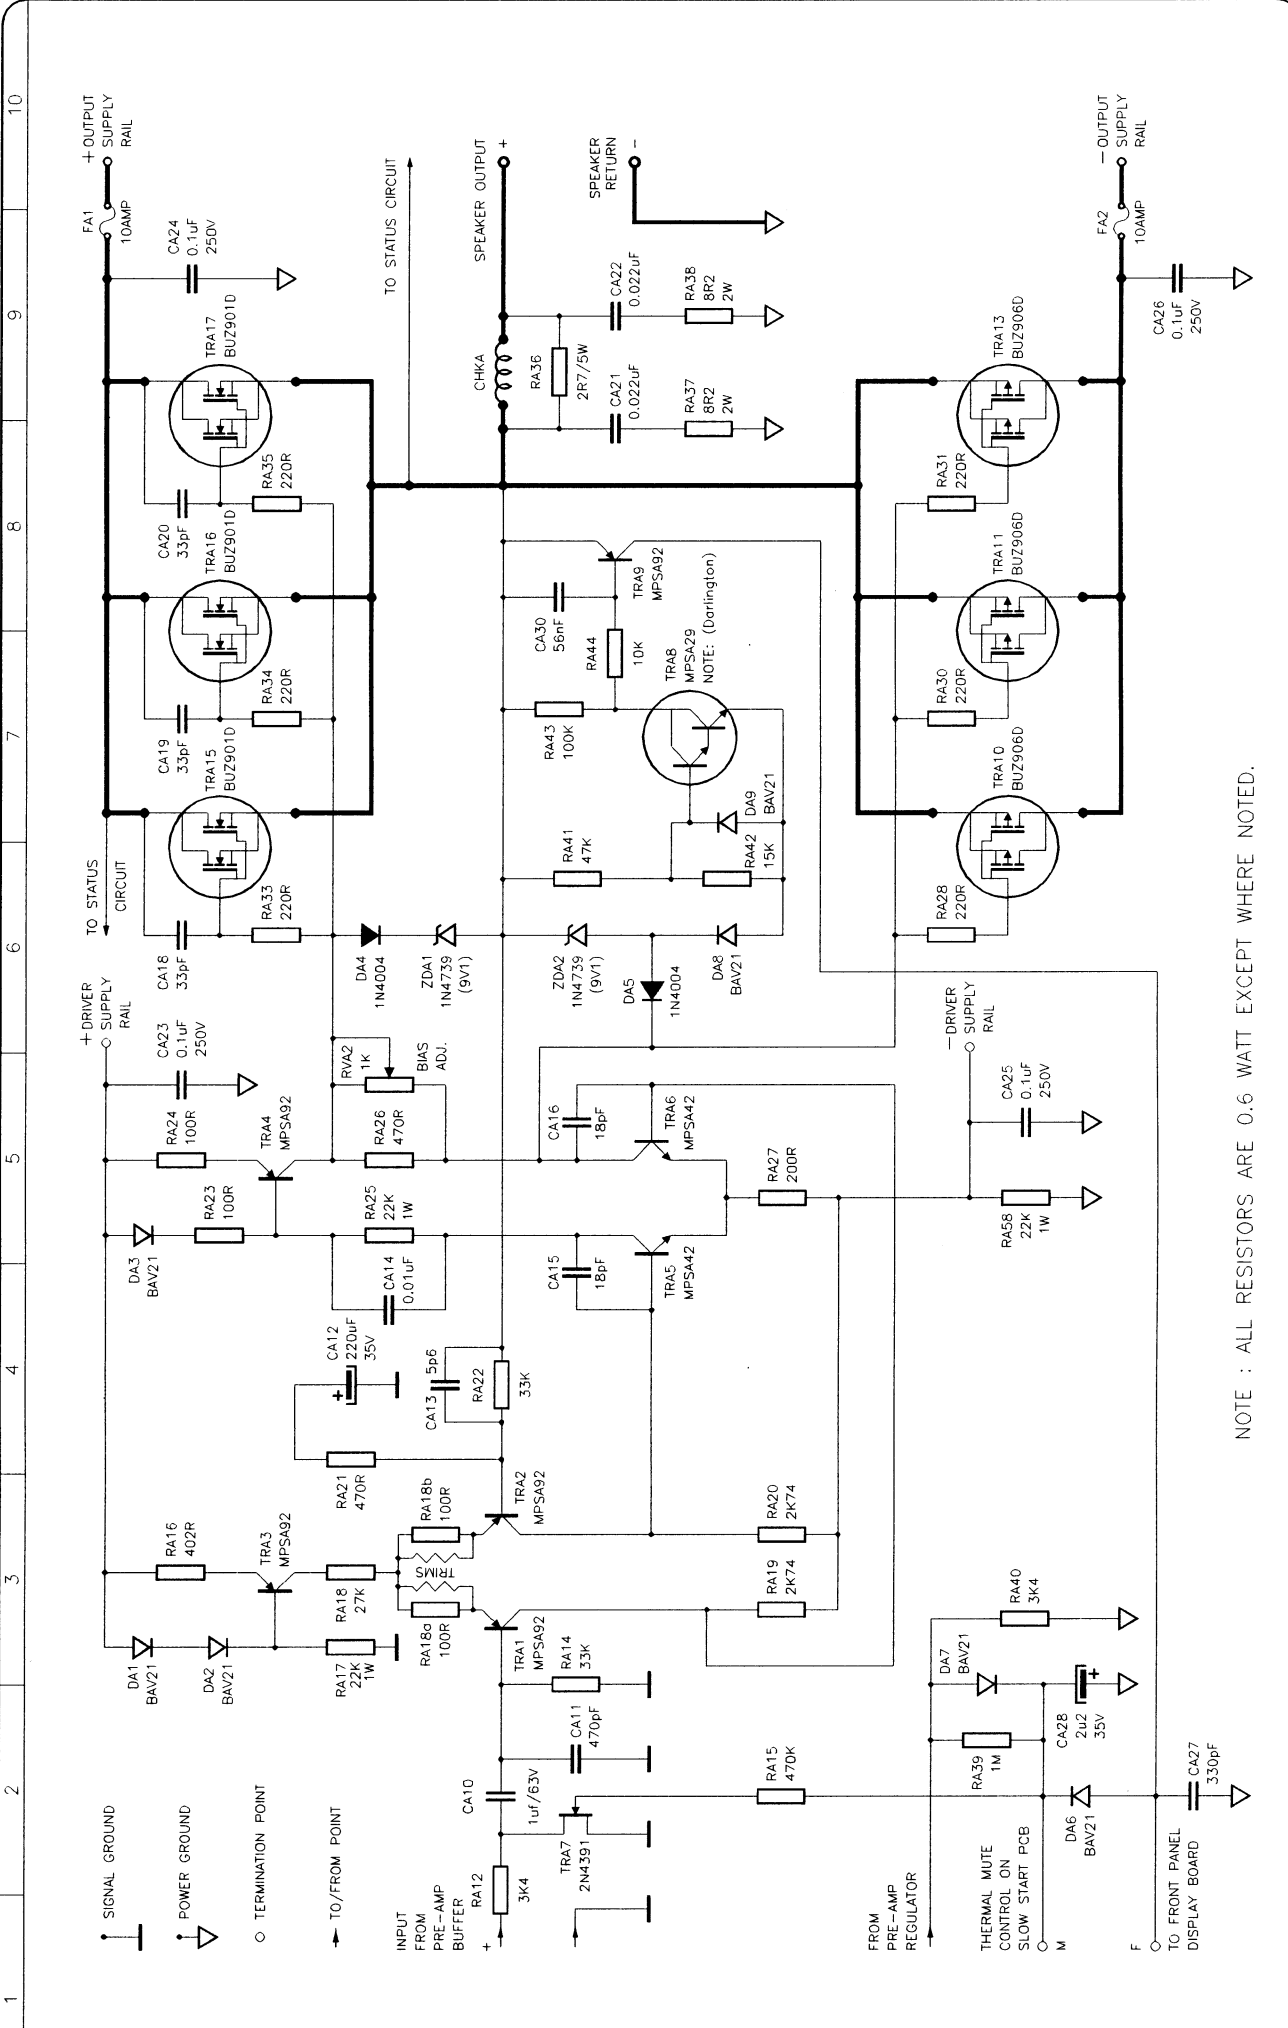 1
2
3
4
5
6
7
8
9
10
SIGNAL GROUND
POWER GROUND
TERMINATION POINT
TO/FROM POINT
INPUT
FROM
PRE-AMP
BUFFER
+
RA12
3K4
TRA7
2N4391
CA10
1uf/63V
CA11
470pF
RA14
33K
RA15
470K
DA1
BAV21
DA2
BAV21
RA17
22K
1W
RA16
402R
TRA3
MPSA92
RA18
27K
RA18a
100R
RA18b
100R
TRIMS
TRA1
MPSA92
TRA2
MPSA92
RA19
2K74
RA20
2K74
RA21
470R
CA12
220uF
35V
+
CA13
5p6
RA22
33K
DA3
BAV21
RA23
100R
RA24
100R
TRA4
MPSA92
CA14
0.01uF
RA25
22K
1W
RA26
470R
RVA2
1K
BIAS
ADJ.
CA15
18pF
CA16
18pF
TRA5
MPSA42
TRA6
MPSA42
RA27
200R
RA58
22K
1W
CA25
0.1uF
250V
-DRIVER
SUPPLY
RAIL
+DRIVER
SUPPLY
RAIL
CA23
0.1uF
250V
TO STATUS
CIRCUIT
CA18
33pF
RA33
220R
TRA15
BUZ901D
CA19
33pF
RA34
220R
TRA16
BUZ901D
CA20
33pF
RA35
220R
TRA17
BUZ901D
CA24
0.1uF
250V
FA1
10AMP
+OUTPUT
SUPPLY
RAIL
TO STATUS CIRCUIT
DA4
1N4004
ZDA1
1N4739
(9V1)
ZDA2
1N4739
(9V1)
DA5
1N4004
DA8
BAV21
RA41
47K
RA42
15K
DA9
BAV21
RA43
100K
RA44
10K
CA30
56nF
TRA8
MPSA29
NOTE: (Darlington)
TRA9
MPSA92
CHKA
RA36
2R7/5W
CA21
0.022uF
RA37
8R2
2W
CA22
0.022uF
RA38
8R2
2W
SPEAKER OUTPUT
+
SPEAKER
RETURN
-
RA28
220R
TRA10
BUZ906D
RA30
220R
TRA11
BUZ906D
RA31
220R
TRA13
BUZ906D
CA26
0.1uF
250V
FA2
10AMP
-OUTPUT
SUPPLY
RAIL
FROM
PRE-AMP
REGULATOR
THERMAL MUTE
CONTROL ON
SLOW START PCB
M
F
TO FRONT PANEL
DISPLAY BOARD
RA39
1M
DA7
BAV21
RA40
3K4
CA28
2u2
35V
+
DA6
BAV21
CA27
330pF
NOTE : ALL RESISTORS ARE 0.6 WATT EXCEPT WHERE NOTED.